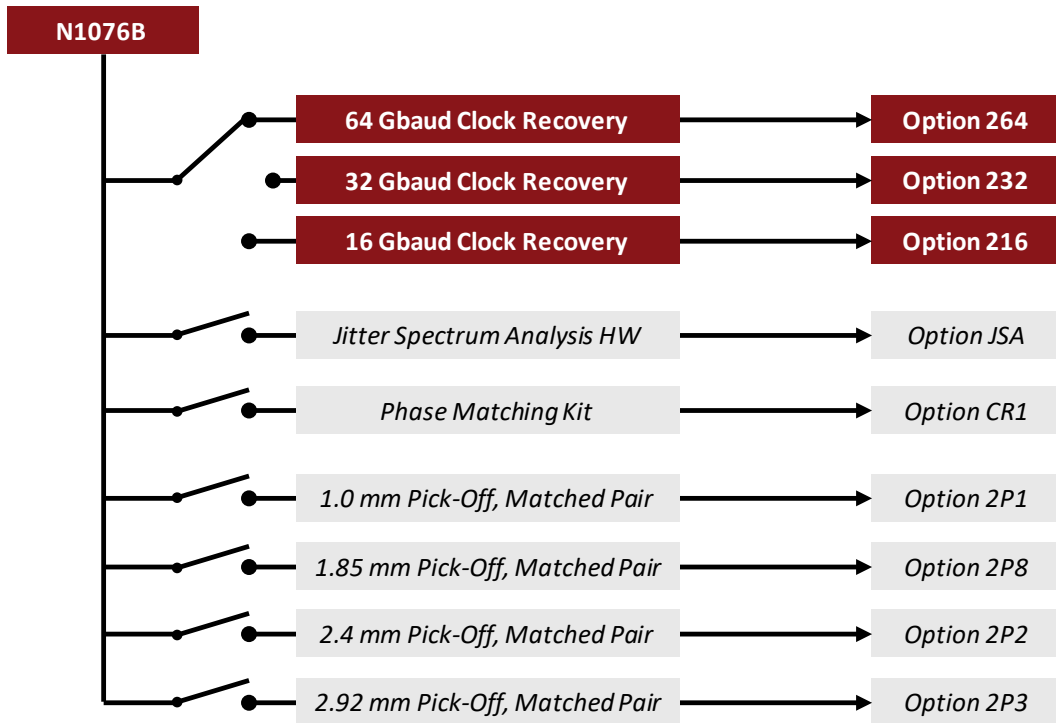 N1076B
64 Gbaud Clock Recovery Option 264
32 Gbaud Clock Recovery Option 232
16 Gbaud Clock Recovery Option 216
Jitter Spectrum Analysis HW Option JSA
Phase Matching Kit Option CR1
1.0 mm Pick-Off, Matched Pair Option 2P1
1.85 mm Pick-Off, Matched Pair Option 2P8
2.4 mm Pick-Off, Matched Pair Option 2P2
2.92 mm Pick-Off, Matched Pair Option 2P3